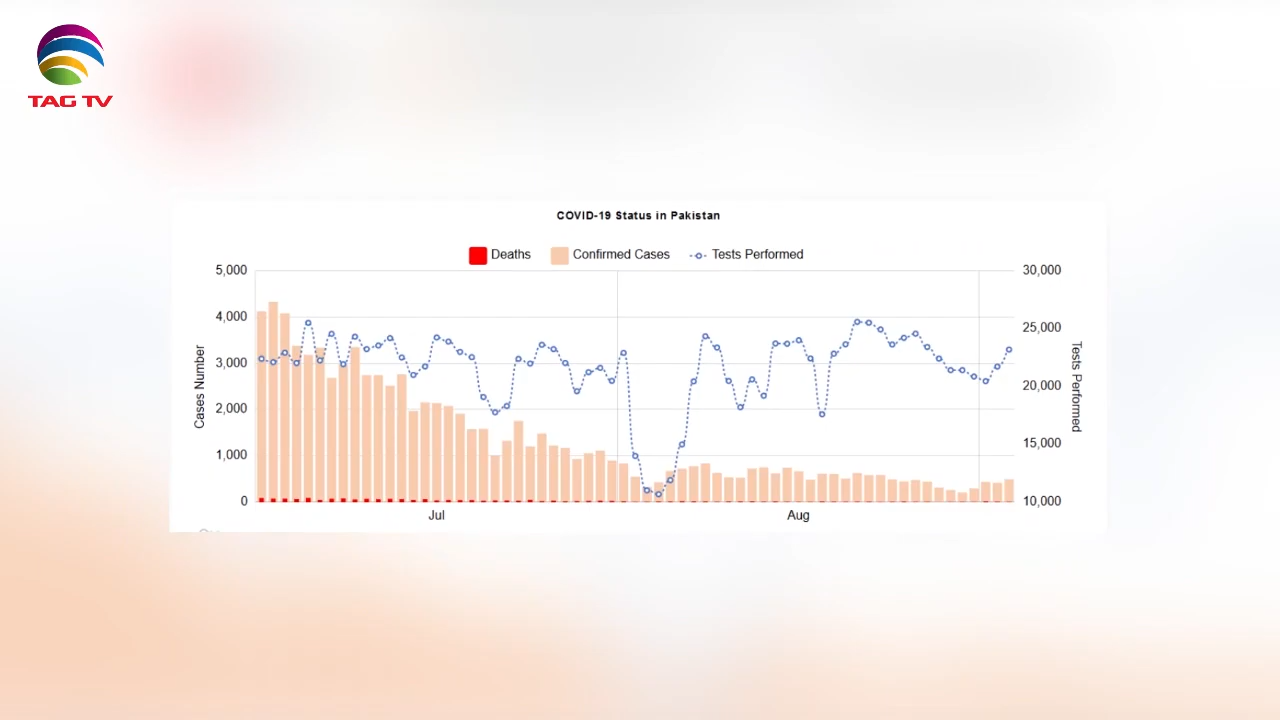 TAG TV
COVID-19 Status in Pakistan
Deaths Confirmed Cases Tests Performed
5,000 30,000
4,000 25,000
3,000 20,000
2,000 15,000
1,000 10,000
0
Cases Number
Tests Performed
Jul Aug